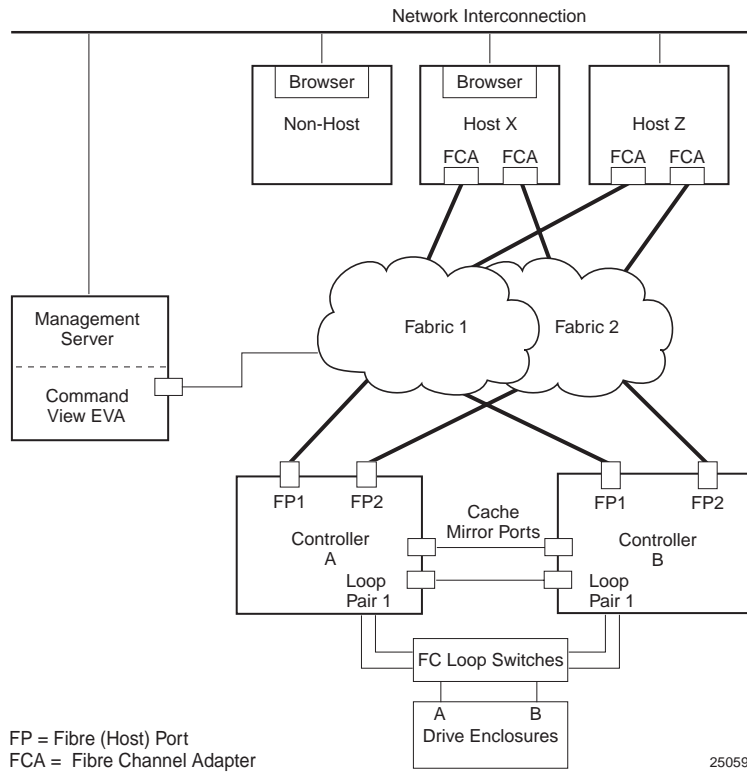 Network Interconnection
Browser
Non-Host
Browser
Host X
FCA FCA
Host Z
FCA FCA
Management
Server
Command
View EVA
Fabric 1
Fabric 2
FP1 FP2
Controller
A
Loop
Pair 1
Cache
Mirror Ports
FP1 FP2
Controller
B
Loop
Pair 1
FC Loop Switches
A B
Drive Enclosures
FP = Fibre (Host) Port
FCA = Fibre Channel Adapter
25059